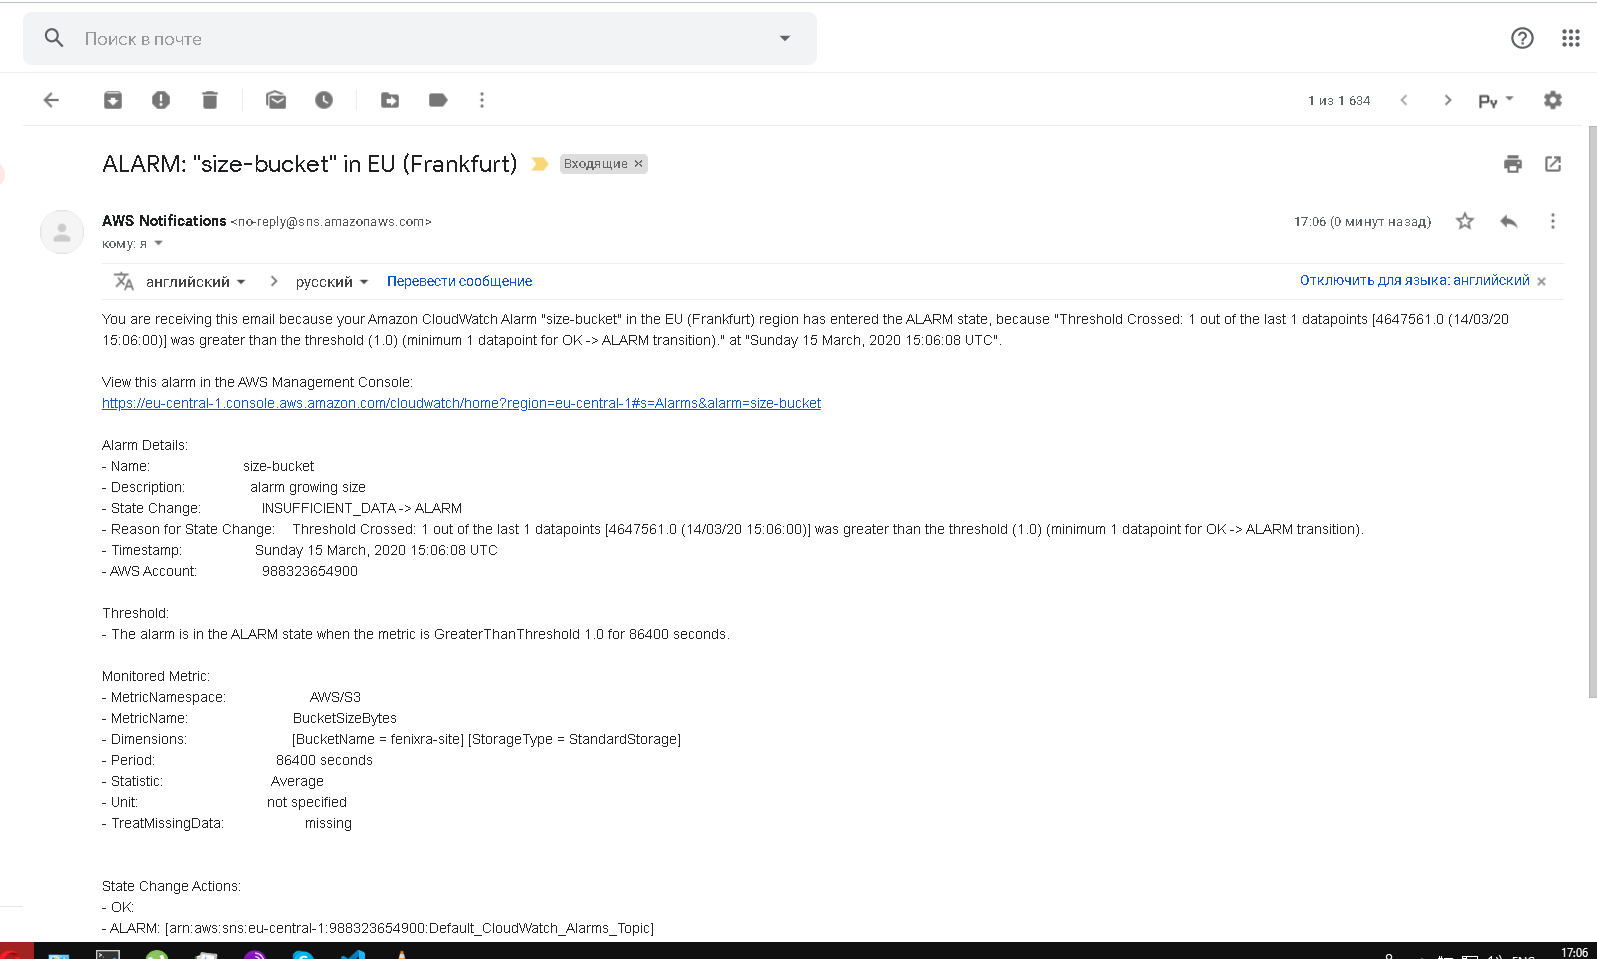 Поиск в почте
1 из 1 634
Ру
ALARM: "size-bucket" in EU (Frankfurt) Входящие ×
AWS Notifications <no-reply@sns.amazonaws.com>
17:06 (0 минут назад)
кому: я
английский > русский Перевести сообщение
Отключить для языка: английский ×
You are receiving this email because your Amazon CloudWatch Alarm "size-bucket" in the EU (Frankfurt) region has entered the ALARM state, because "Threshold Crossed: 1 out of the last 1 datapoints [4647561.0 (14/03/20
15:06:00)] was greater than the threshold (1.0) (minimum 1 datapoint for OK -> ALARM transition)." at "Sunday 15 March, 2020 15:06:08 UTC".
View this alarm in the AWS Management Console:
https://eu-central-1.console.aws.amazon.com/cloudwatch/home?region=eu-central-1#s=Alarms&alarm=size-bucket
Alarm Details:
- Name: size-bucket
- Description: alarm growing size
- State Change: INSUFFICIENT_DATA -> ALARM
- Reason for State Change: Threshold Crossed: 1 out of the last 1 datapoints [4647561.0 (14/03/20 15:06:00)] was greater than the threshold (1.0) (minimum 1 datapoint for OK -> ALARM transition).
- Timestamp: Sunday 15 March, 2020 15:06:08 UTC
- AWS Account: 988323654900
Threshold:
- The alarm is in the ALARM state when the metric is GreaterThanThreshold 1.0 for 86400 seconds.
Monitored Metric:
- MetricNamespace: AWS/S3
- MetricName: BucketSizeBytes
- Dimensions: [BucketName = fenixra-site] [StorageType = StandardStorage]
- Period: 86400 seconds
- Statistic: Average
- Unit: not specified
- TreatMissingData: missing
State Change Actions:
- OK:
- ALARM: [arn:aws:sns:eu-central-1:988323654900:Default_CloudWatch_Alarms_Topic]
17:06